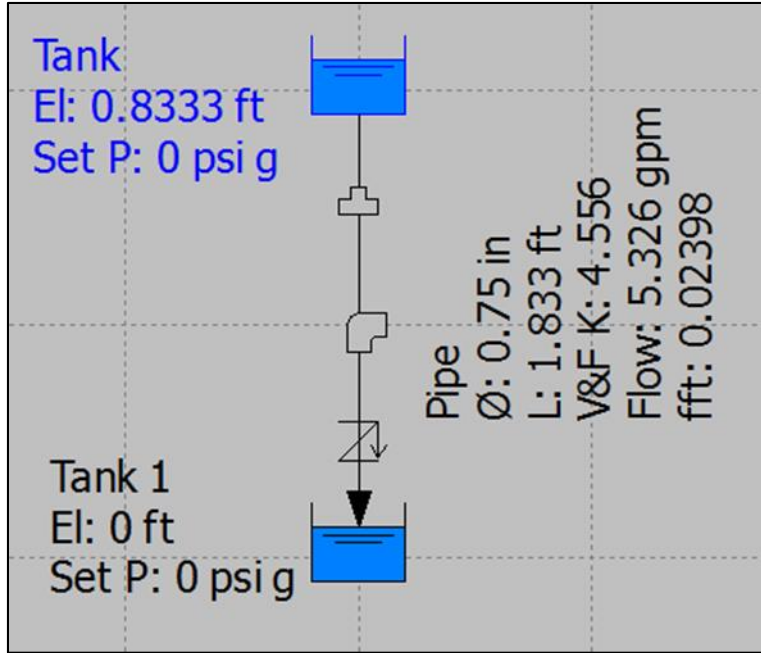 Tank
El: 0.8333 ft
Set P: 0 psi g
Pipe
Ø: 0.75 in
L: 1.833 ft
V&F K: 4.556
Flow: 5.326 gpm
fft: 0.02398
Tank 1
El: 0 ft
Set P: 0 psi g